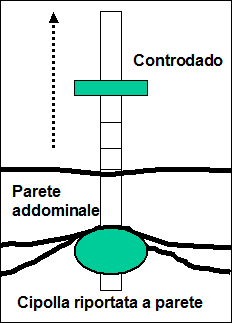 Controdado
Parete
addominale
Cipolla riportata a parete